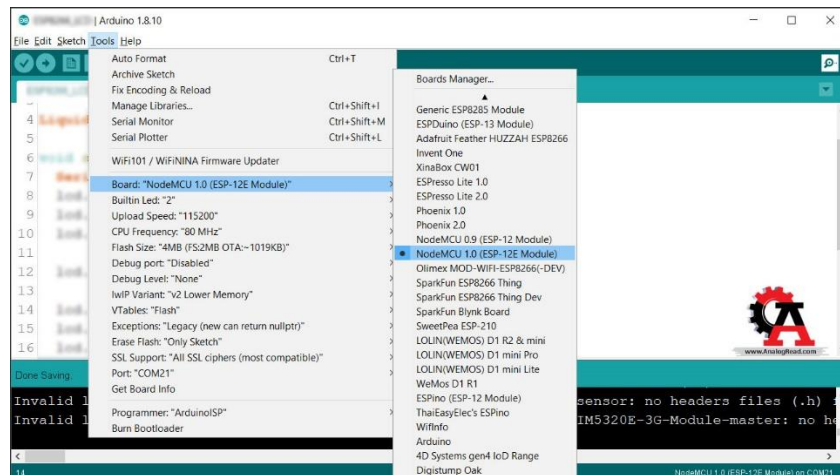 | Arduino 1.8.10
File Edit Sketch Tools Help
Auto Format Ctrl+T
Archive Sketch
Fix Encoding & Reload
Manage Libraries... Ctrl+Shift+I
Serial Monitor Ctrl+Shift+M
Serial Plotter Ctrl+Shift+L
WiFi101 / WiFiNINA Firmware Updater
Board: "NodeMCU 1.0 (ESP-12E Module)"
Builtin Led: "2"
Upload Speed: "115200"
CPU Frequency: "80 MHz"
Flash Size: "4MB (FS:2MB OTA:~1019KB)"
Debug port: "Disabled"
Debug Level: "None"
lwIP Variant: "v2 Lower Memory"
VTables: "Flash"
Exceptions: "Legacy (new can return nullptr)"
Erase Flash: "Only Sketch"
SSL Support: "All SSL ciphers (most compatible)"
Port: "COM21"
Get Board Info
Programmer: "ArduinoISP"
Burn Bootloader
Boards Manager...
Generic ESP8285 Module
ESPDuino (ESP-13 Module)
Adafruit Feather HUZZAH ESP8266
Invent One
XinaBox CW01
ESPresso Lite 1.0
ESPresso Lite 2.0
Phoenix 1.0
Phoenix 2.0
NodeMCU 0.9 (ESP-12 Module)
NodeMCU 1.0 (ESP-12E Module)
Olimex MOD-WIFI-ESP8266(-DEV)
SparkFun ESP8266 Thing
SparkFun ESP8266 Thing Dev
SparkFun Blynk Board
SweetPea ESP-210
LOLIN(WEMOS) D1 R2 & mini
LOLIN(WEMOS) D1 mini Pro
LOLIN(WEMOS) D1 mini Lite
WeMos D1 R1
ESPino (ESP-12 Module)
ThaiEasyElec's ESPino
WifInfo
Arduino
4D Systems gen4 IoD Range
Digistump Oak
4
5
6
7
8
9
10
11
12
13
14
15
16
www.AnalogRead.com
Done Saving.
Invalid sensor: no headers files (.h)
Invalid IM5320E-3G-Module-master: no
14 NodeMCU 1.0 (ESP-12E Module) on COM21